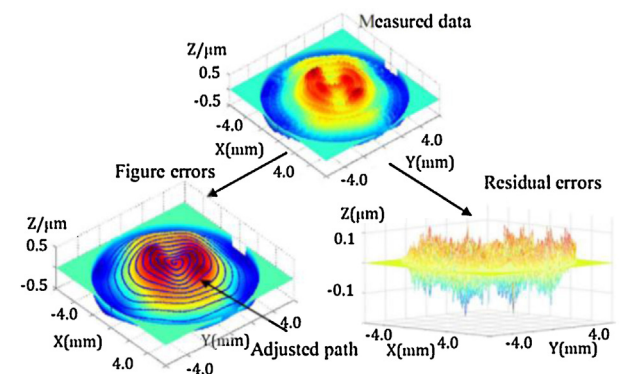 Measured data
Z/μm
0.5
-0.5
-4.0
X(mm)
4.0
4.0
Y(mm)
-4.0
Figure errors
Z/μm
0.5
-0.5
-4.0
X(mm)
4.0
4.0
Y(mm)
-4.0
Adjusted path
Residual errors
Z(μm)
0.1
-0.1
-4.0
X(mm)
4.0
-4.0
Y(mm)
4.0